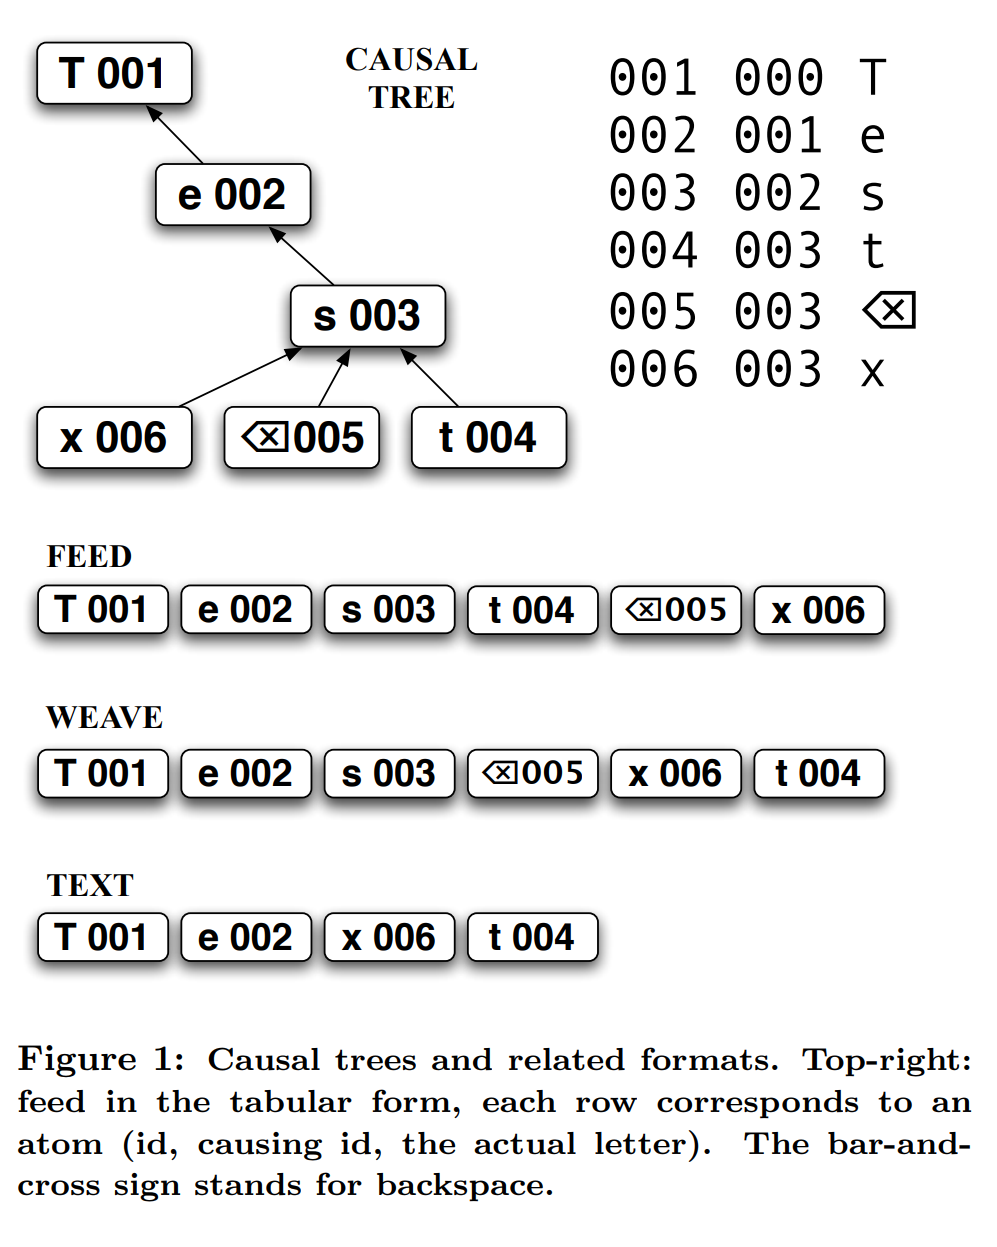 T 001
CAUSAL
TREE
e 002
s 003
x 006 ⌫005 t 004
001 000 T
002 001 e
003 002 s
004 003 t
005 003 ⌫
006 003 x
FEED
T 001 e 002 s 003 t 004 ⌫005 x 006
WEAVE
T 001 e 002 s 003 ⌫005 x 006 t 004
TEXT
T 001 e 002 x 006 t 004
Figure 1: Causal trees and related formats. Top-right:
feed in the tabular form, each row corresponds to an
atom (id, causing id, the actual letter). The bar-and-
cross sign stands for backspace.